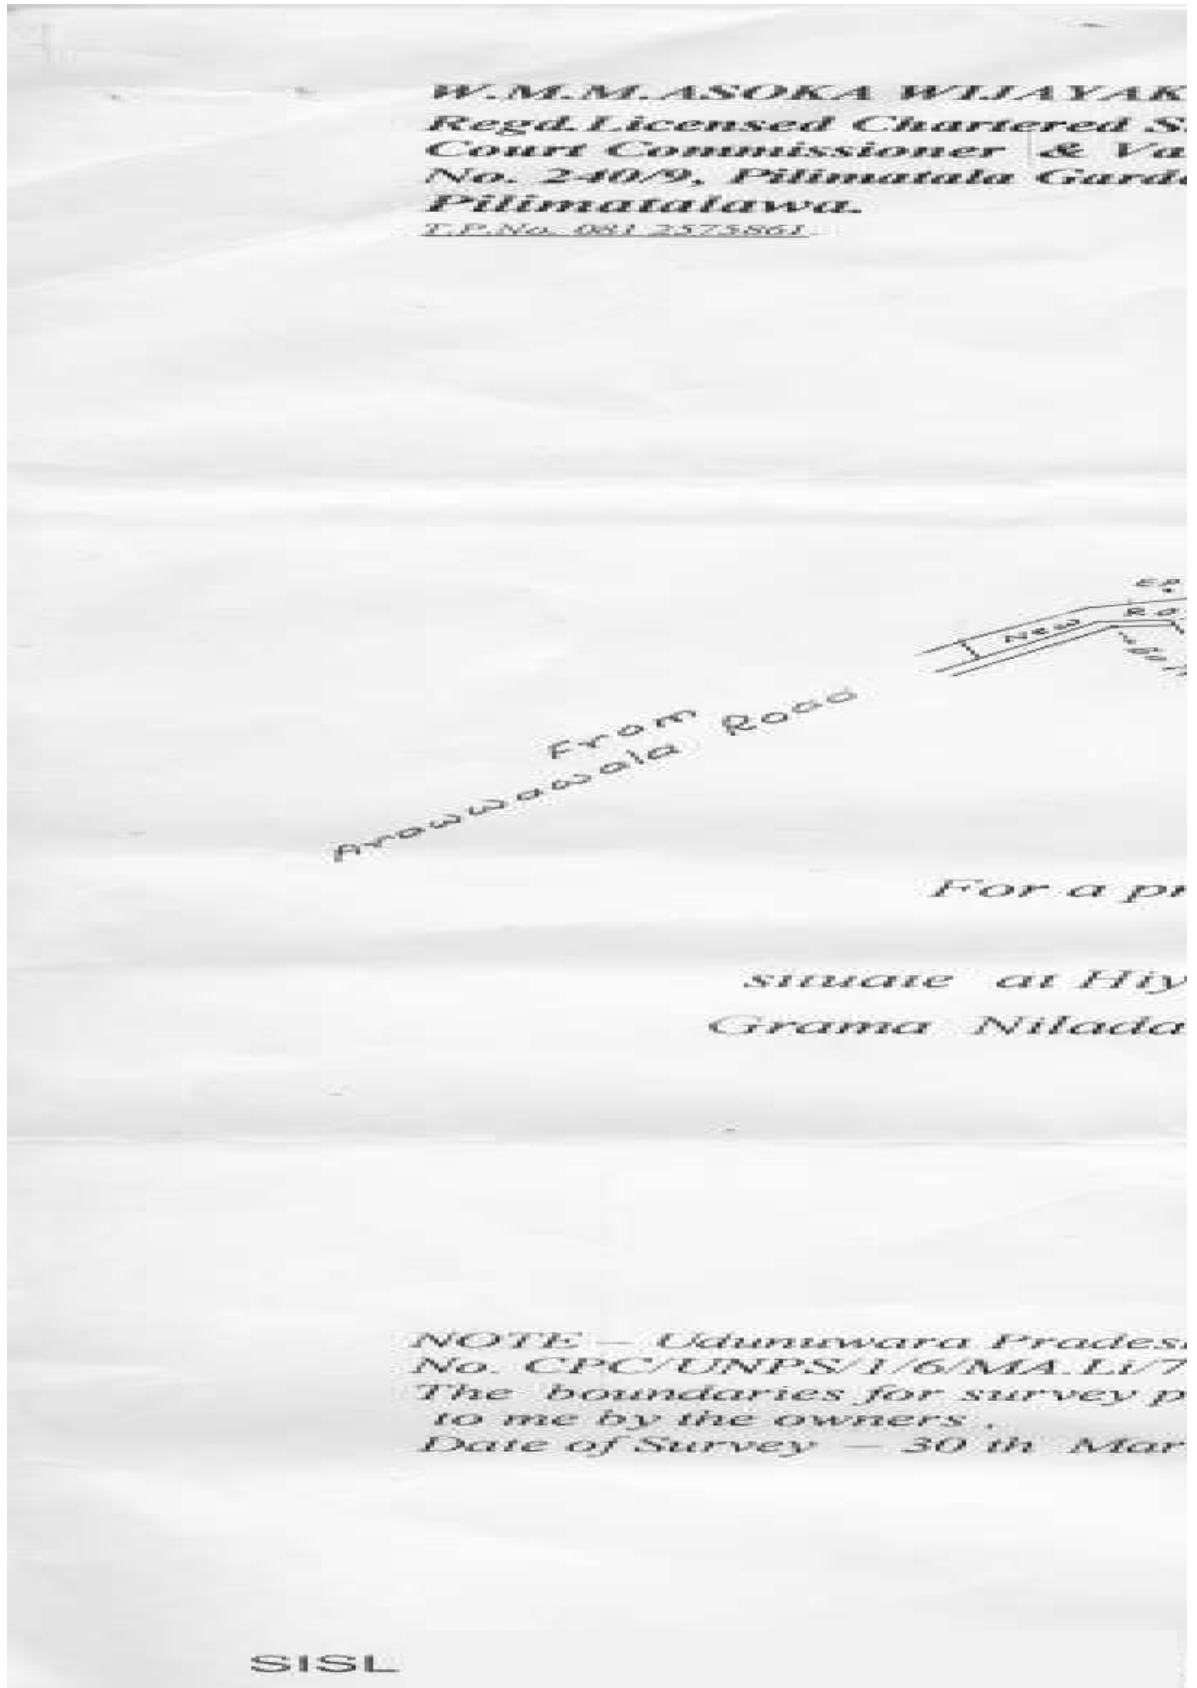 W.M.M.ASOKA WIJAYAK
Regd.Licensed Chartered S
Court Commissioner & Va
No. 240/9, Pilimatala Garde
Pilimatalawa.
T.P.No. 081 2575861
New
From
Arawwawala Road
For a pr
situate at Hiy
Grama Nilada
NOTE – Udunuwara Prades
No. CPC/UNPS/1/6/MA.Li/7
The boundaries for survey p
to me by the owners .
Date of Survey – 30 th Mar
SISL